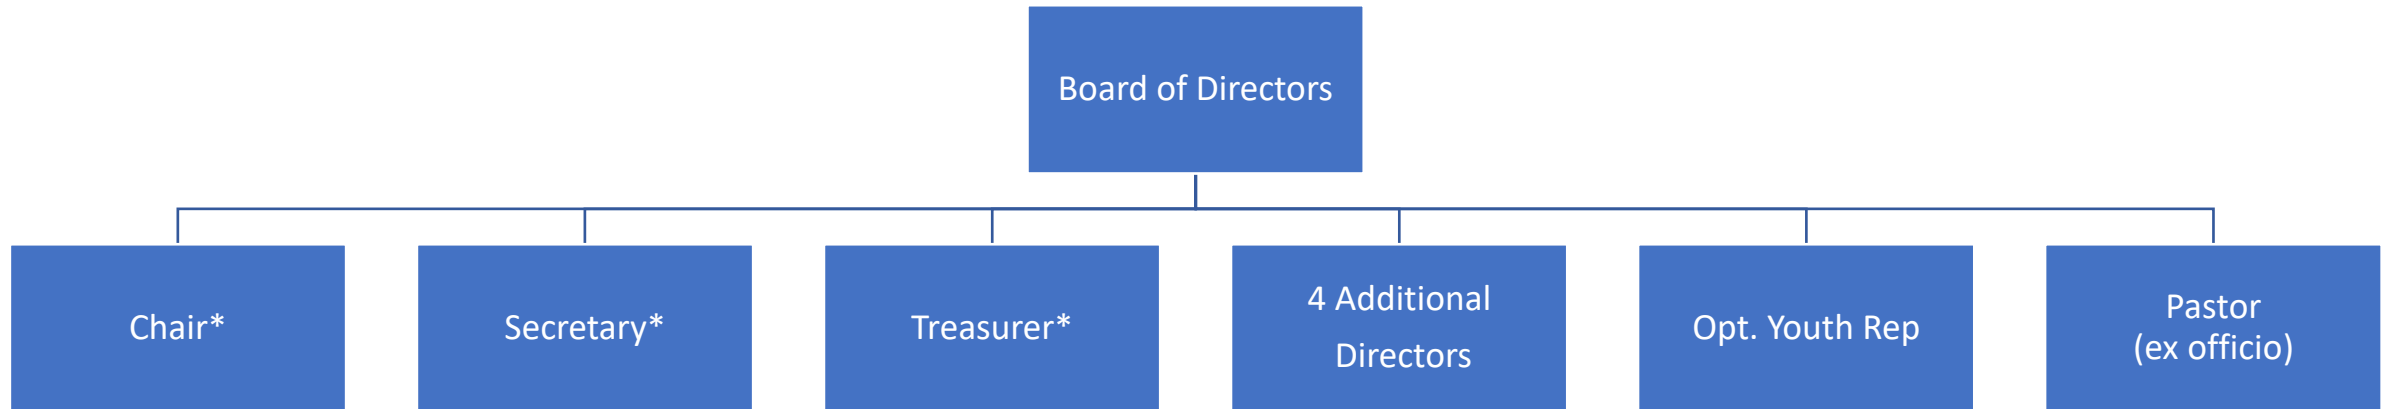 Board of Directors
Chair*
Secretary*
Treasurer*
4 Additional
Directors
Opt. Youth Rep
Pastor
(ex officio)